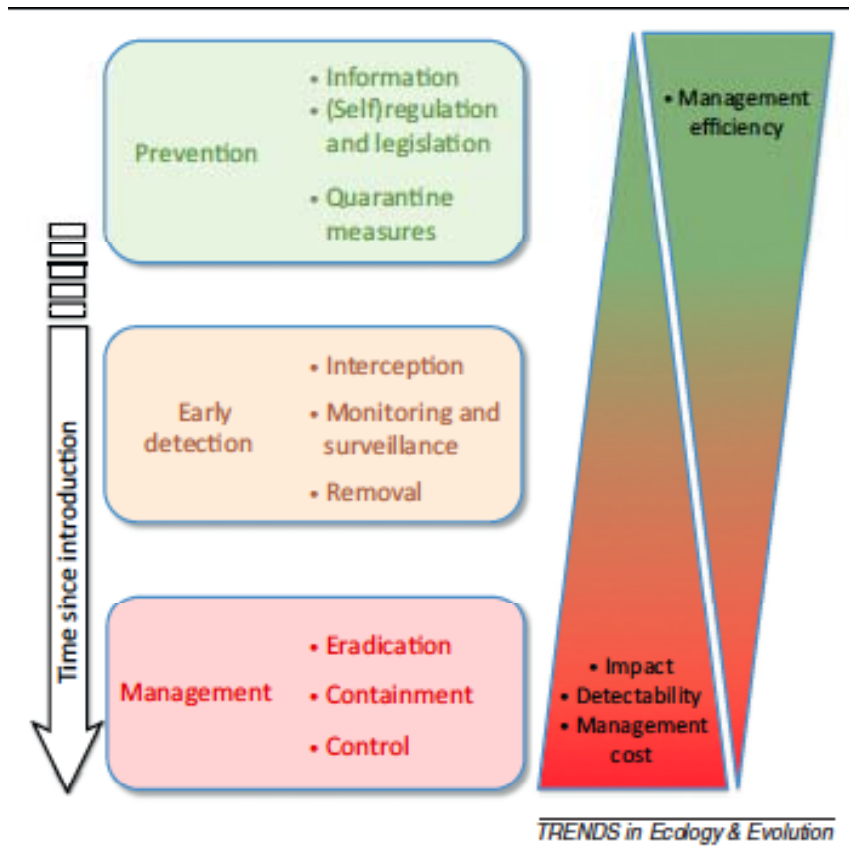 Prevention
• Information
• (Self)regulation
and legislation
• Quarantine
measures
Early
detection
• Interception
• Monitoring and
surveillance
• Removal
Management
• Eradication
• Containment
• Control
Time since introduction
• Management
efficiency
• Impact
• Detectability
• Management
cost
TRENDS in Ecology & Evolution